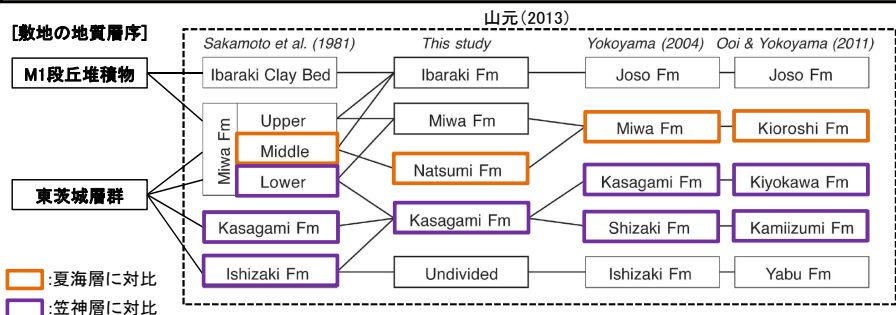 山元(2013)
[敷地の地質層序]
Sakamoto et al. (1981)
This study
Yokoyama (2004)
Ooi & Yokoyama (2011)
M1段丘堆積物
Ibaraki Clay Bed
Ibaraki Fm
Joso Fm
Joso Fm
Miwa Fm
Upper
Miwa Fm
Middle
Miwa Fm
Kioroshi Fm
Natsumi Fm
Lower
Kasagami Fm
Kiyokawa Fm
東茨城層群
Kasagami Fm
Kasagami Fm
Shizaki Fm
Kamiizumi Fm
Ishizaki Fm
Undivided
Ishizaki Fm
Yabu Fm
:夏海層に対比
:笠神層に対比